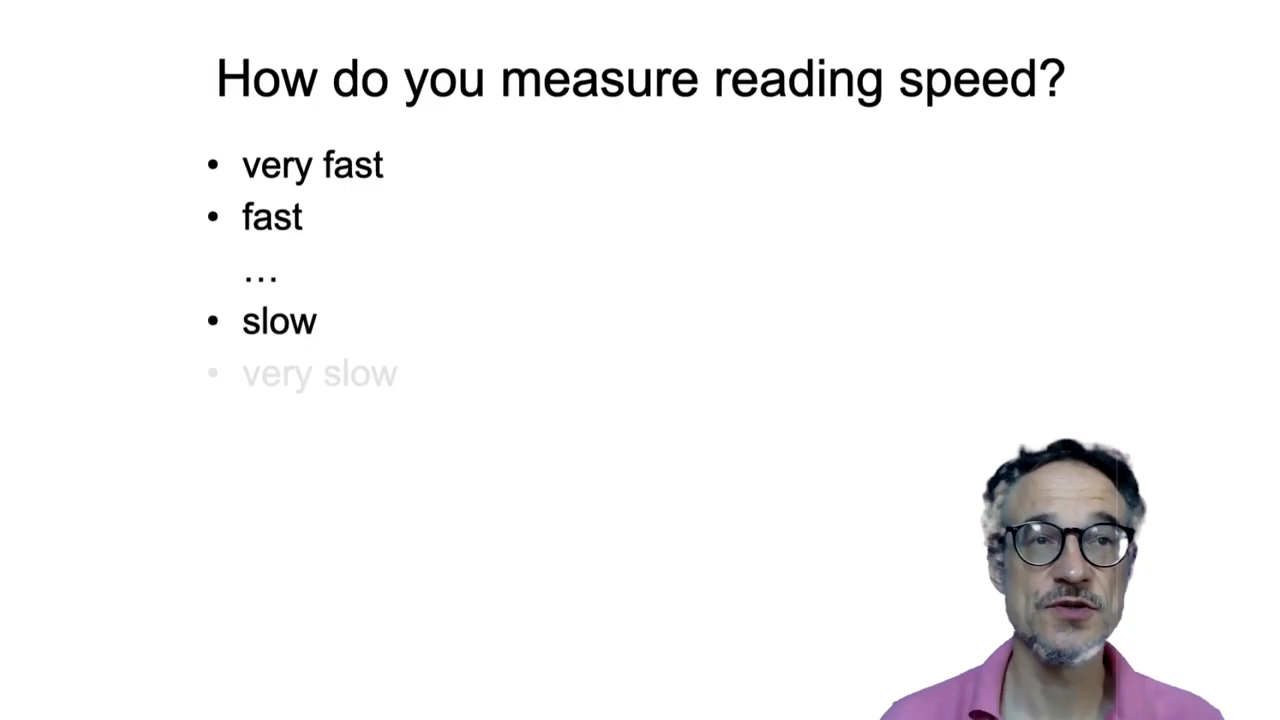 How do you measure reading speed?
• very fast
• fast
…
• slow
• very slow